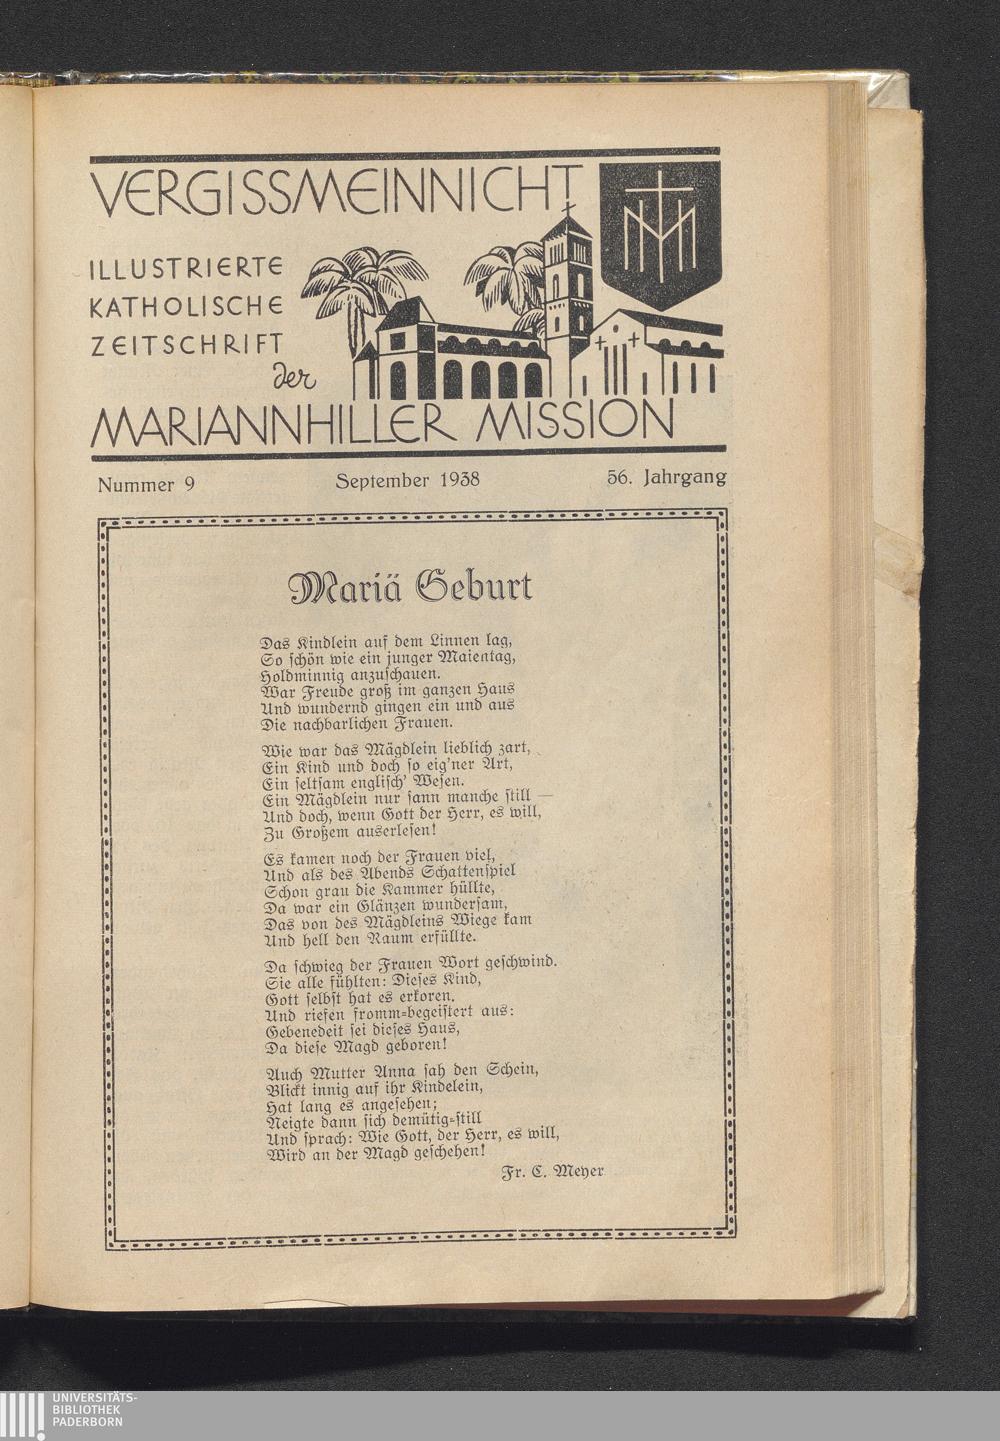 VERGISSMEINNICHT
ILLUSTRIERTE
KATHOLISCHE
ZEITSCHRIFT
der
MARIANNHILLER MISSION
Nummer 9 September 1938 56. Jahrgang
Mariä Geburt
Das Kindlein auf dem Linnen lag,
So schön wie ein junger Maientag,
Holdminnig anzuschauen.
War Freude groß im ganzen Haus
Und wundernd gingen ein und aus
Die nachbarlichen Frauen.
Wie war das Mägdlein lieblich zart,
Ein Kind und doch so eig'ner Art,
Ein seltsam englisch' Wesen.
Ein Mägdlein nur sann manche still —
Und doch, wenn Gott der Herr, es will,
Zu Großem auserlesen!
Es kamen noch der Frauen viel,
Und als des Abends Schattenspiel
Schon grau die Kammer hüllte,
Da war ein Glänzen wundersam,
Das von des Mägdleins Wiege kam
Und hell den Raum erfüllte.
Da schwieg der Frauen Wort geschwind.
Sie alle fühlten: Dieses Kind,
Gott selbst hat es erkoren.
Und riefen fromm=begeistert aus:
Gebenedeit sei dieses Haus,
Da diese Magd geboren!
Auch Mutter Anna sah den Schein,
Blickt innig auf ihr Kindelein,
Hat lang es angesehen;
Neigte dann sich demütig=still
Und sprach: Wie Gott, der Herr, es will,
Wird an der Magd geschehen!
Fr. C. Meyer
UNIVERSITÄTS-
BIBLIOTHEK
PADERBORN